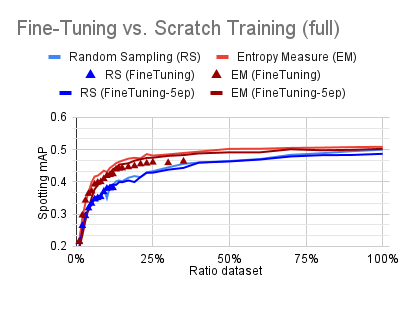 Fine-Tuning vs. Scratch Training (full)
Random Sampling (RS) Entropy Measure (EM)
RS (FineTuning) EM (FineTuning)
RS (FineTuning-5ep) EM (FineTuning-5ep)
0.6
0.5
0.4
0.3
0.2
Spotting mAP
0% 25% 50% 75% 100%
Ratio dataset